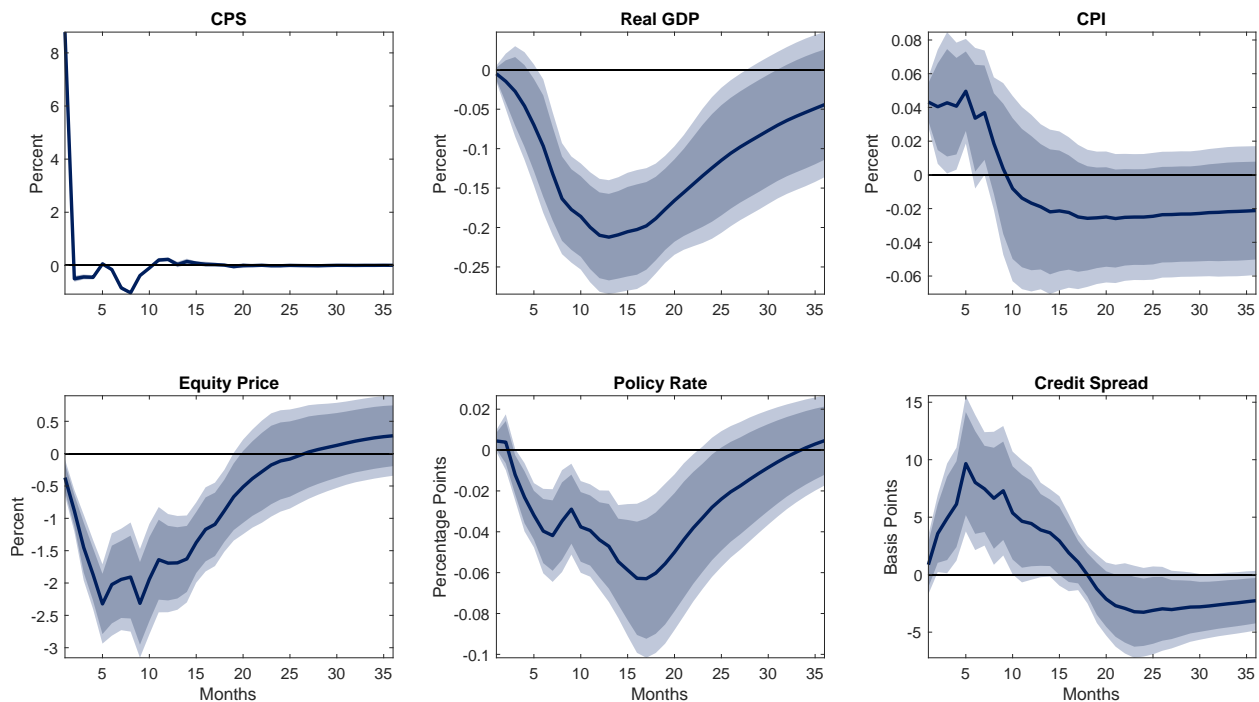 CPS
Percent
8
6
4
2
0
5 10 15 20 25 30 35
Real GDP
Percent
0
-0.05
-0.1
-0.15
-0.2
-0.25
5 10 15 20 25 30 35
CPI
Percent
0.08
0.06
0.04
0.02
0
-0.02
-0.04
-0.06
5 10 15 20 25 30 35
Equity Price
Percent
0.5
0
-0.5
-1
-1.5
-2
-2.5
-3
5 10 15 20 25 30 35
Months
Policy Rate
Percentage Points
0.02
0
-0.02
-0.04
-0.06
-0.08
-0.1
5 10 15 20 25 30 35
Months
Credit Spread
Basis Points
15
10
5
0
-5
5 10 15 20 25 30 35
Months